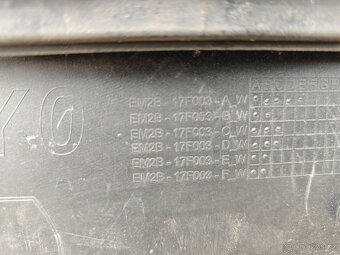 EM2B - 17F003 - A_W
EM2B - 17F003 - B_W
EM2B - 17F003 - C_W
EM2B - 17F003 - D_W
EM2B - 17F003 - E_W
EM2B - 17F003 - F_W